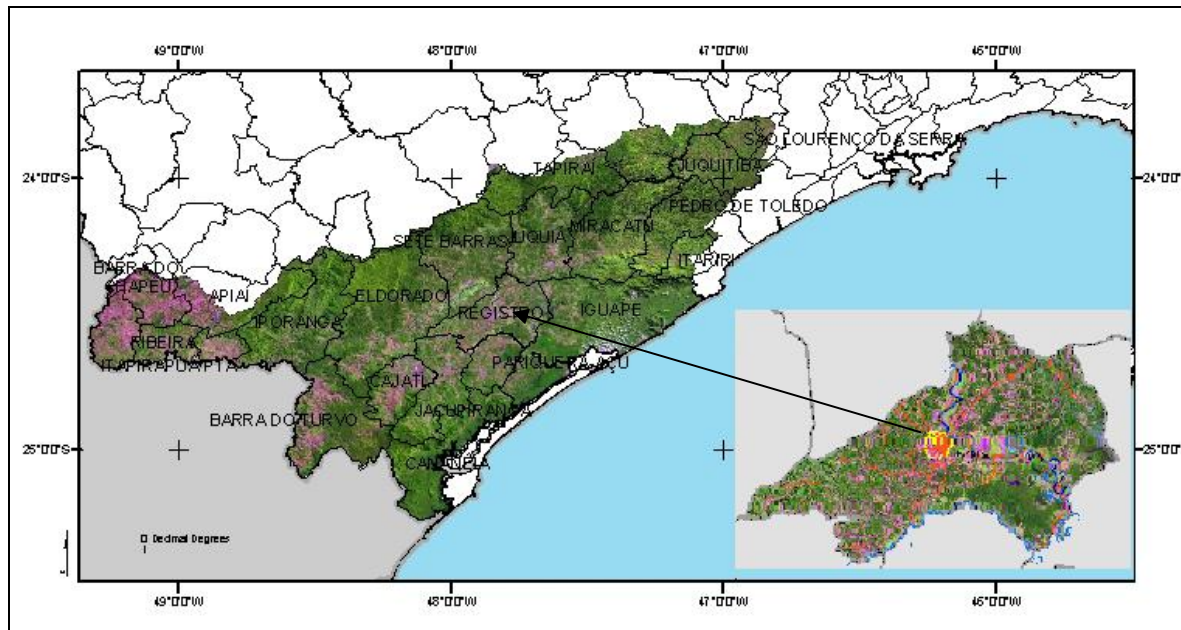 49°0'0"W 48°0'0"W 47°0'0"W 46°0'0"W
SÃO LOURENÇO DA SERRA
TAPIRAI
JUQUITIBA
24°0'0"S 24°0'0"S
PEDRO DE TOLEDO
MIRACATU
SETE BARRAS JUQUIA
ITARIRI
BARRA DO
CHAPEU
APIAI
ELDORADO
IGUAPE
REGISTRO
IPORANGA
RIBEIRA
ITAPIRAPUA PTA
PARIQUERA-AÇU
CAJATI
JACUPIRANGA
BARRA DO TURVO
25°0'0"S 25°0'0"S
CANANEIA
Decimal Degrees
49°0'0"W 48°0'0"W 47°0'0"W 46°0'0"W